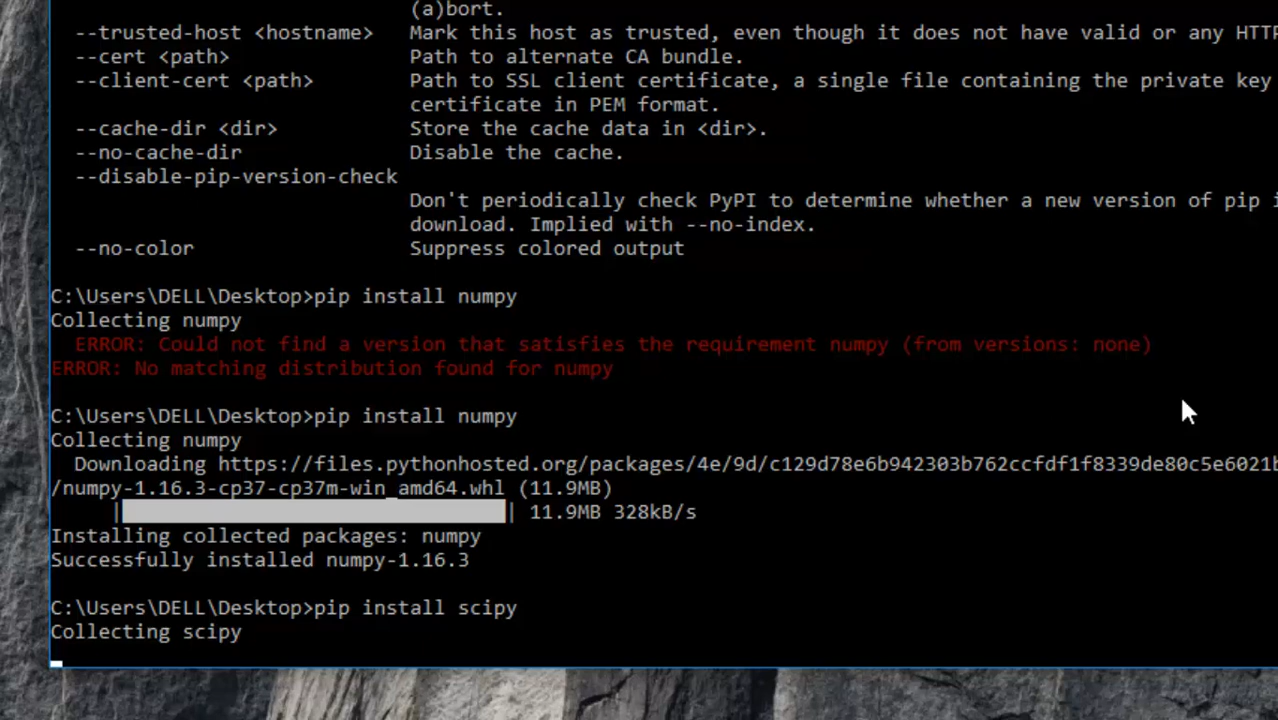 (a)bort.
--trusted-host <hostname> Mark this host as trusted, even though it does not have valid or any HTTP
--cert <path> Path to alternate CA bundle.
--client-cert <path> Path to SSL client certificate, a single file containing the private key
certificate in PEM format.
--cache-dir <dir> Store the cache data in <dir>.
--no-cache-dir Disable the cache.
--disable-pip-version-check
Don't periodically check PyPI to determine whether a new version of pip i
download. Implied with --no-index.
--no-color Suppress colored output
C:\Users\DELL\Desktop>pip install numpy
Collecting numpy
ERROR: Could not find a version that satisfies the requirement numpy (from versions: none)
ERROR: No matching distribution found for numpy
C:\Users\DELL\Desktop>pip install numpy
Collecting numpy
Downloading https://files.pythonhosted.org/packages/4e/9d/c129d78e6b942303b762ccfdf1f8339de80c5e6021b
/numpy-1.16.3-cp37-cp37m-win_amd64.whl (11.9MB)
| | 11.9MB 328kB/s
Installing collected packages: numpy
Successfully installed numpy-1.16.3
C:\Users\DELL\Desktop>pip install scipy
Collecting scipy